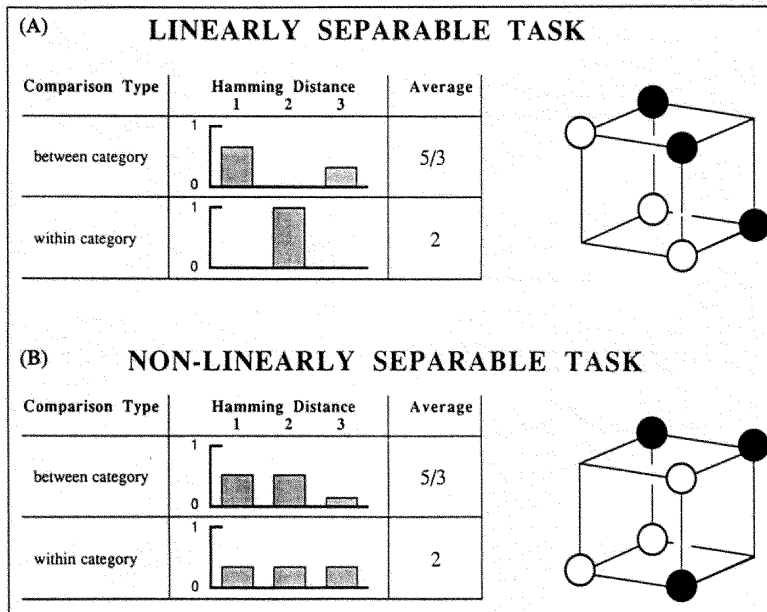 (A) LINEARLY SEPARABLE TASK
Comparison Type Hamming Distance Average
1 2 3
1
between category 5/3
0
1
within category 2
0
(B) NON-LINEARLY SEPARABLE TASK
Comparison Type Hamming Distance Average
1 2 3
1
between category 5/3
0
1
within category 2
0